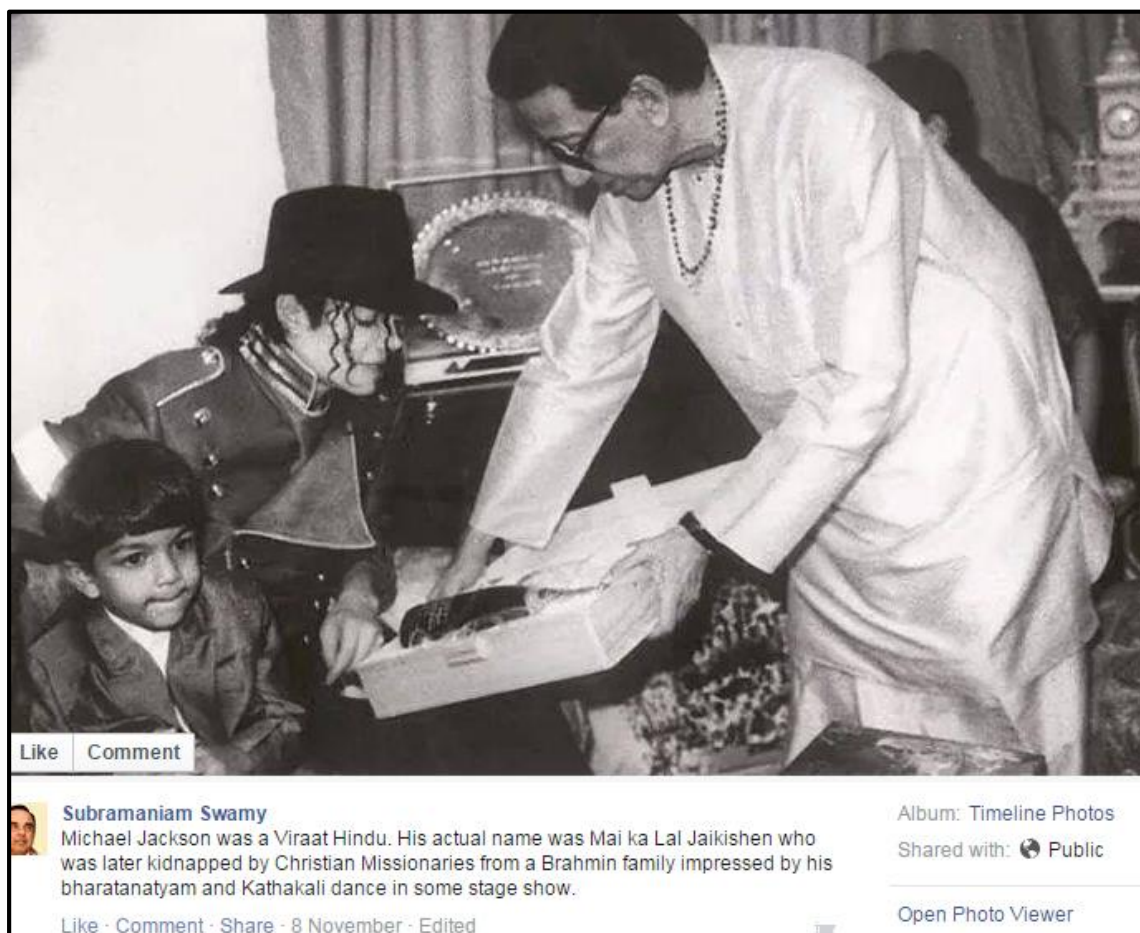 Like Comment
Subramaniam Swamy
Michael Jackson was a Viraat Hindu. His actual name was Mai ka Lal Jaikishen who
was later kidnapped by Christian Missionaries from a Brahmin family impressed by his
bharatanatyam and Kathakali dance in some stage show.
Like · Comment · Share · 8 November · Edited
Album: Timeline Photos
Shared with: Public
Open Photo Viewer